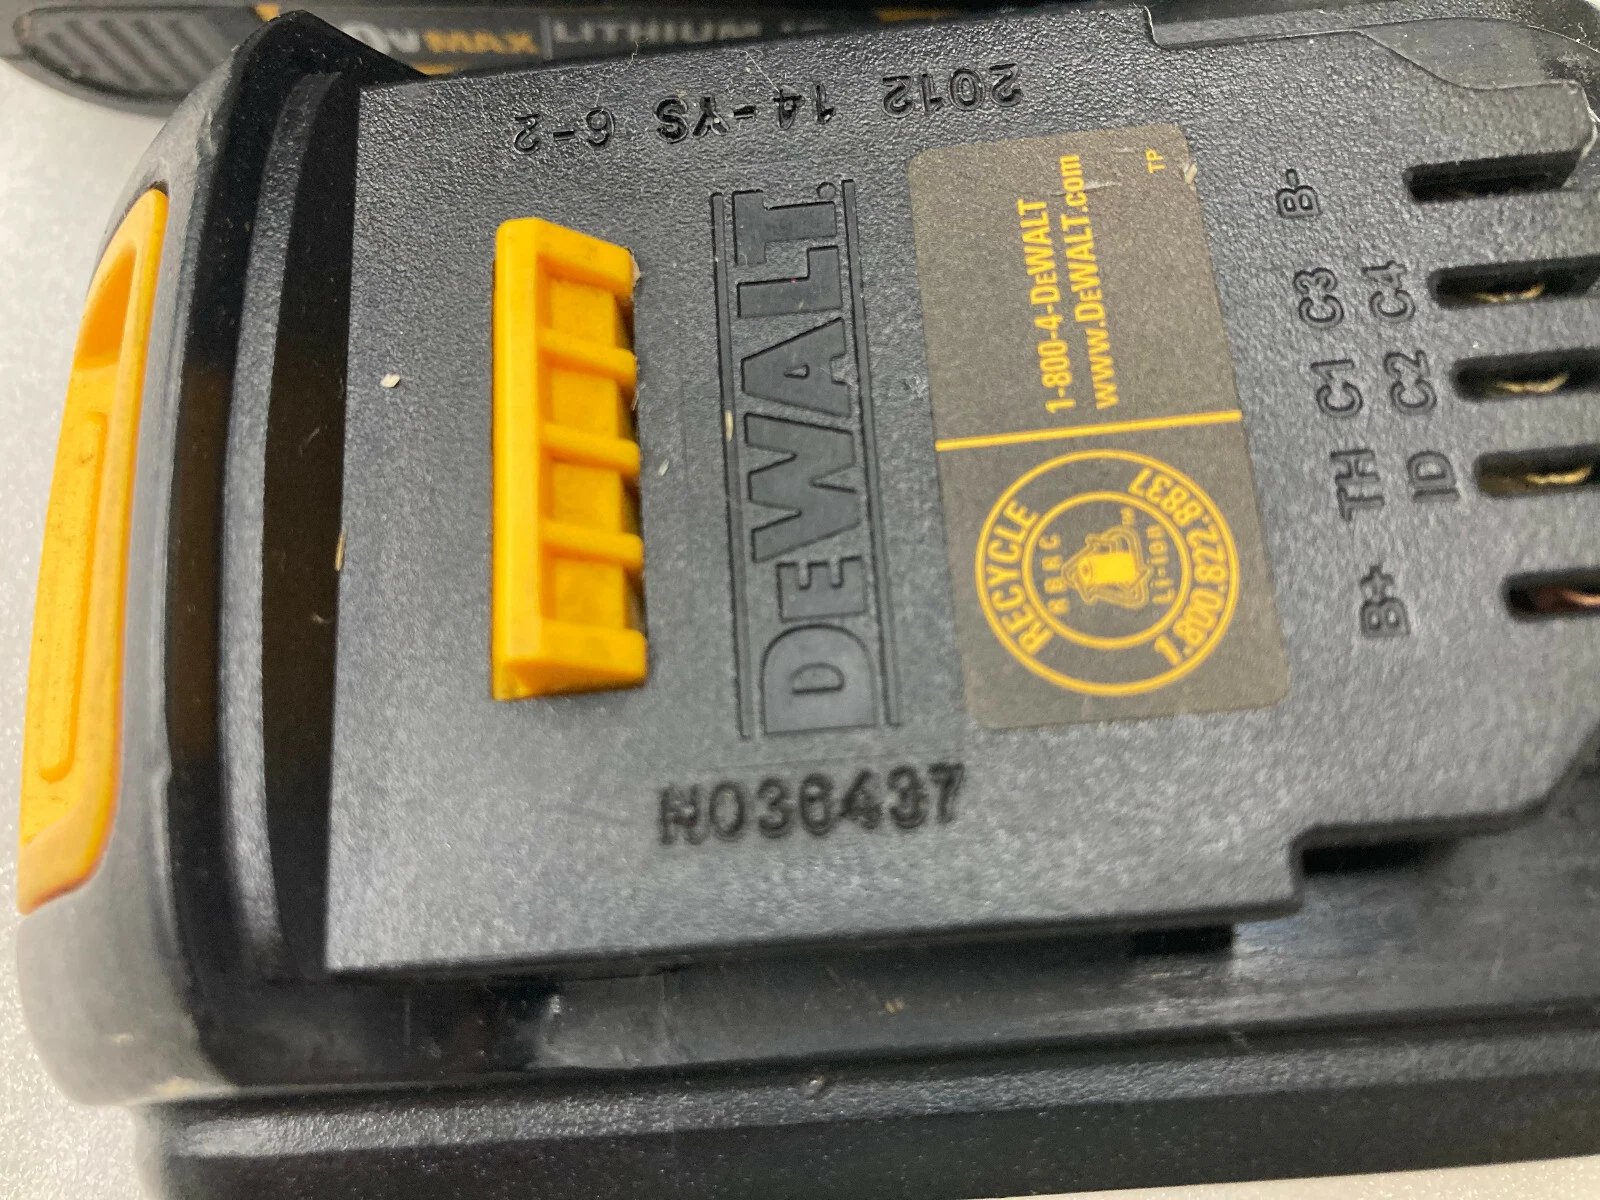 VMAX LITHIUM
2012 14-YS 6-2
DEWALT.
1-800-4-DEWALT
www.DEWALT.com
TP
RECYCLE
RBRC
Li-ion
1.800.822.8837
N036437
B-
C3 C4
C1 C2
TH ID
B+